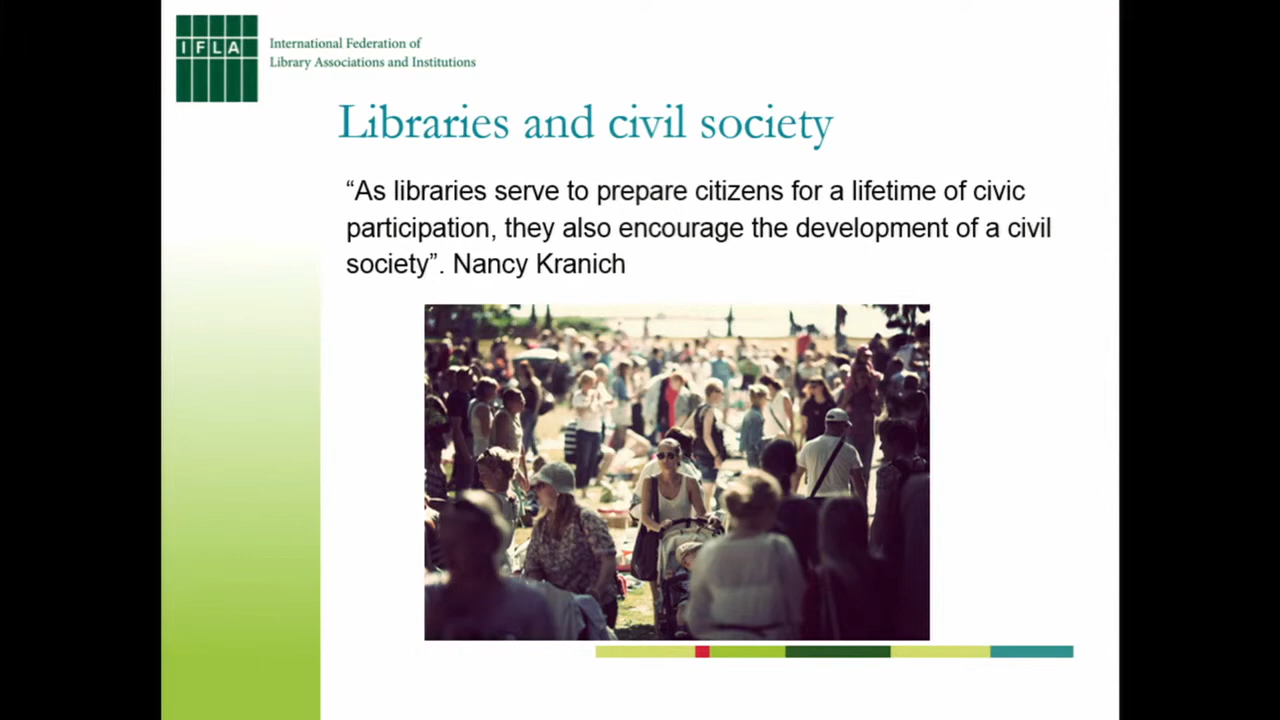 IFLA
International Federation of
Library Associations and Institutions
Libraries and civil society
“As libraries serve to prepare citizens for a lifetime of civic
participation, they also encourage the development of a civil
society”. Nancy Kranich